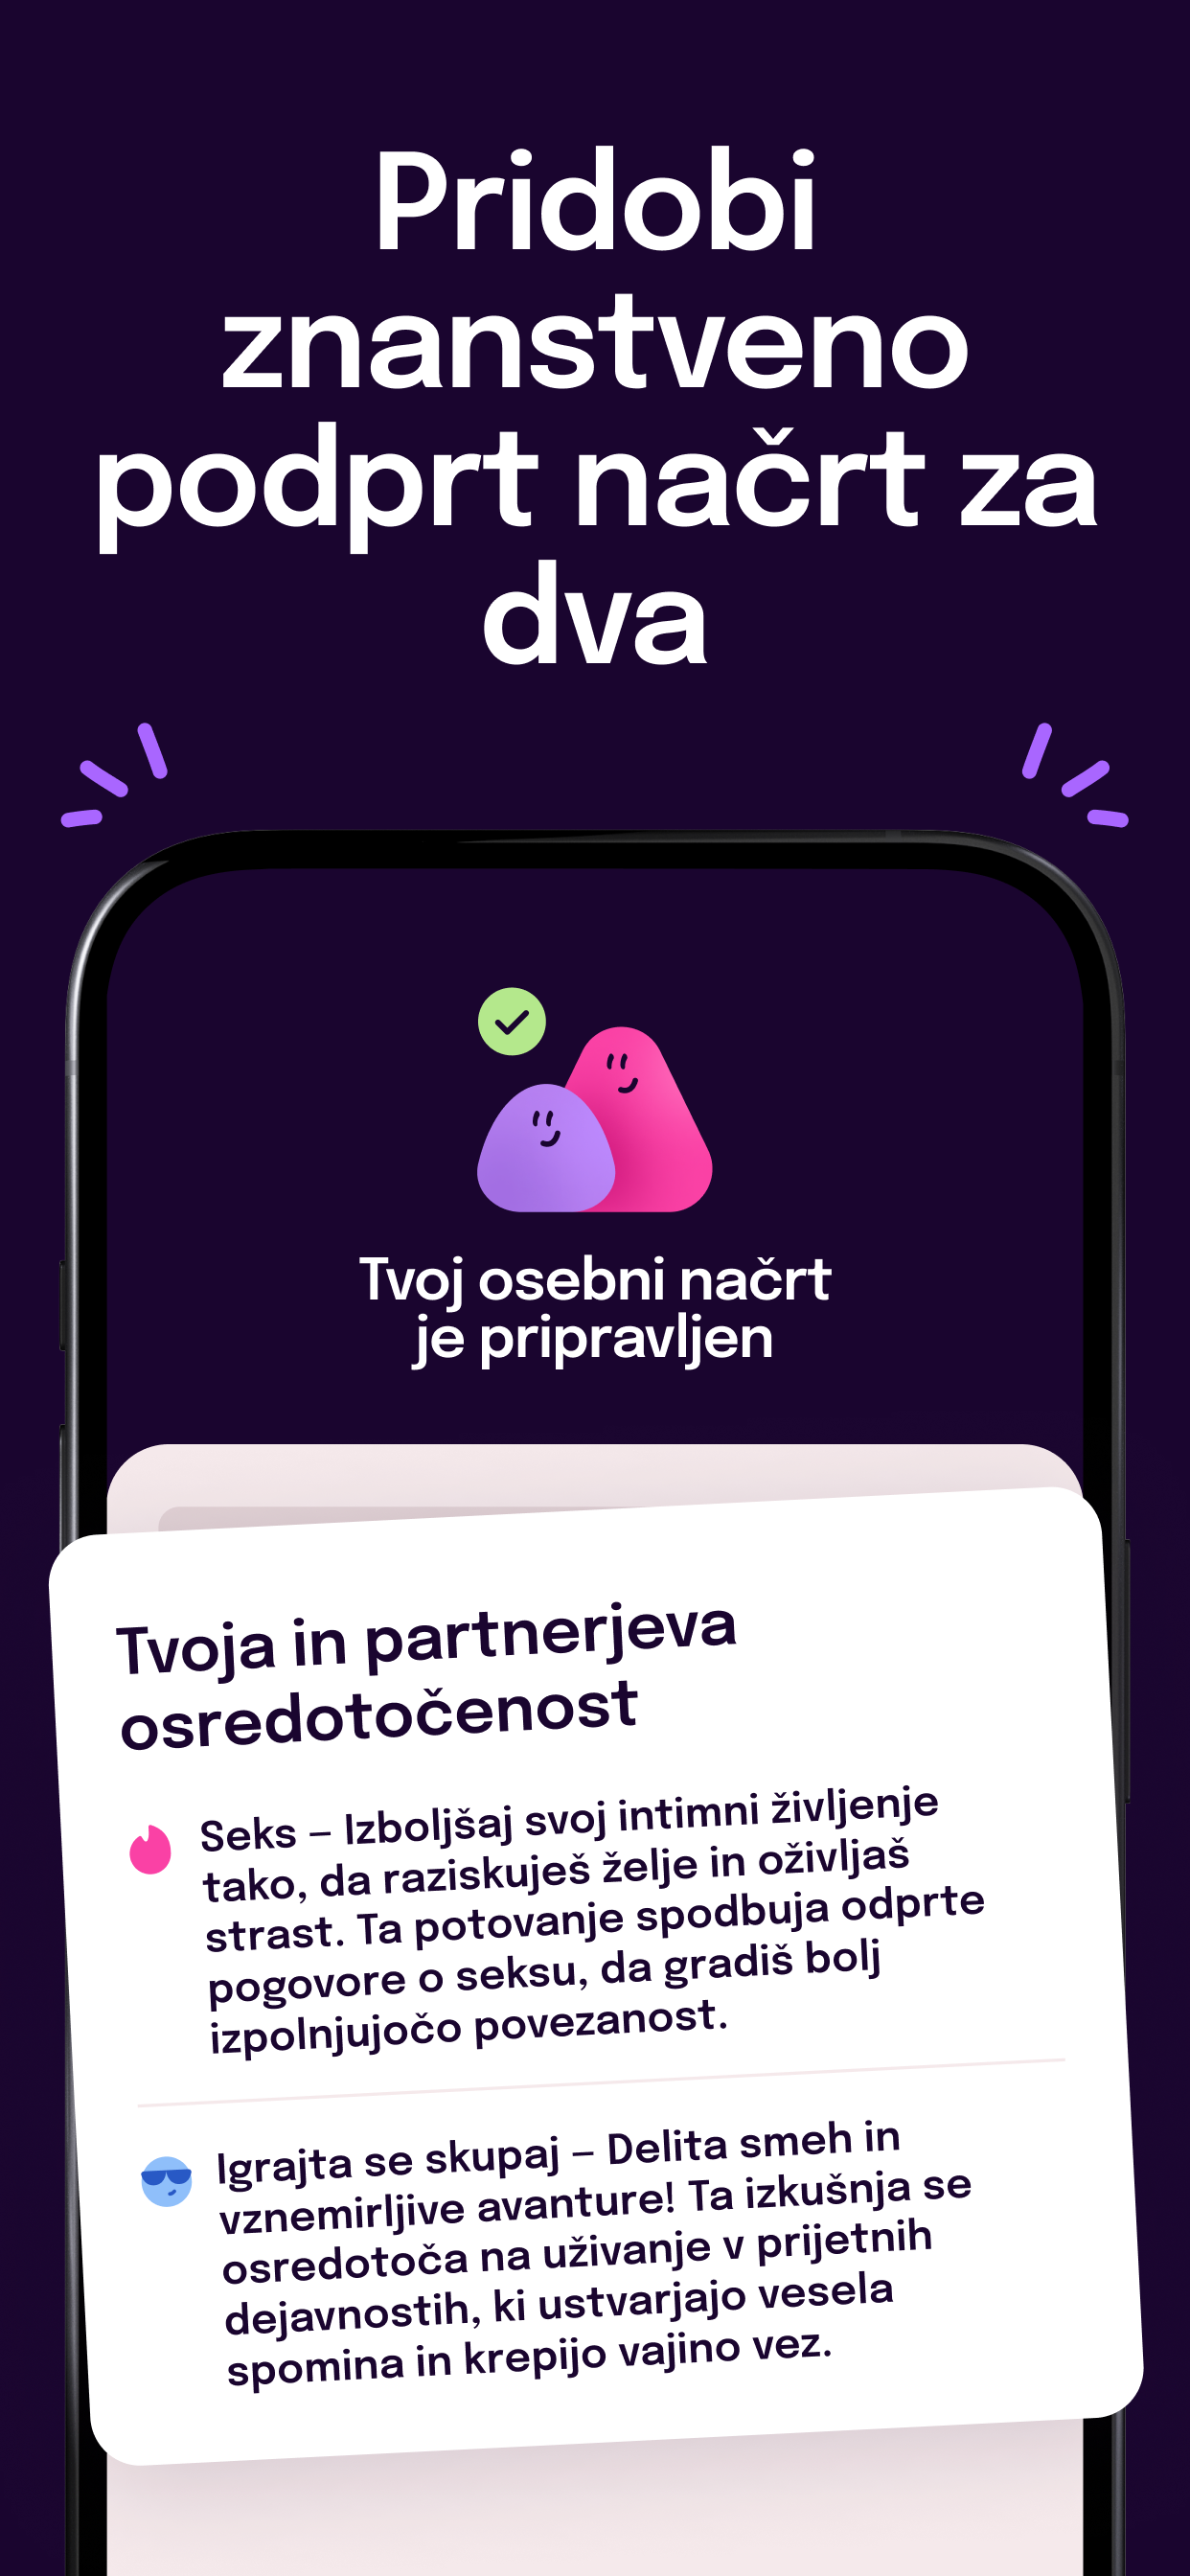 Pridobi
znanstveno
podprt načrt za
dva
Tvoj osebni načrt
je pripravljen
Tvoja in partnerjeva
osredotočenost
Seks – Izboljšaj svoj intimni življenje
tako, da raziskuješ želje in oživljaš
strast. Ta potovanje spodbuja odprte
pogovore o seksu, da gradiš bolj
izpolnjujočo povezanost.
Igrajta se skupaj – Delita smeh in
vznemirljive avanture! Ta izkušnja se
osredotoča na uživanje v prijetnih
dejavnostih, ki ustvarjajo vesela
spomina in krepijo vajino vez.